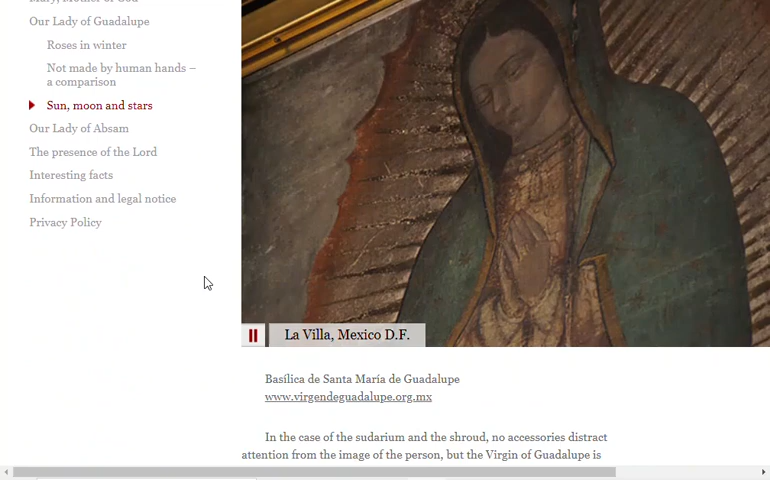 Mary, Mother of God
Our Lady of Guadalupe
Roses in winter
Not made by human hands –
a comparison
Sun, moon and stars
Our Lady of Absam
The presence of the Lord
Interesting facts
Information and legal notice
Privacy Policy
La Villa, Mexico D.F.
Basílica de Santa María de Guadalupe
www.virgendeguadalupe.org.mx
In the case of the sudarium and the shroud, no accessories distract
attention from the image of the person, but the Virgin of Guadalupe is